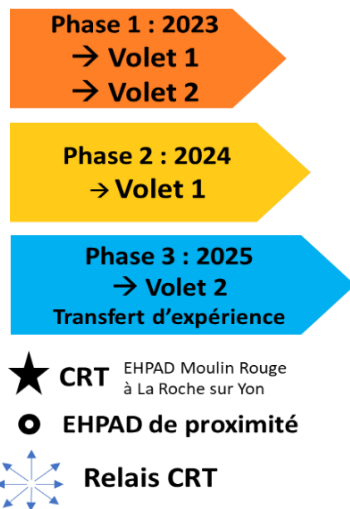 Phase 1 : 2023
→ Volet 1
→ Volet 2
Phase 2 : 2024
→ Volet 1
Phase 3 : 2025
→ Volet 2
Transfert d’expérience
CRT EHPAD Moulin Rouge
à La Roche sur Yon
EHPAD de proximité
Relais CRT